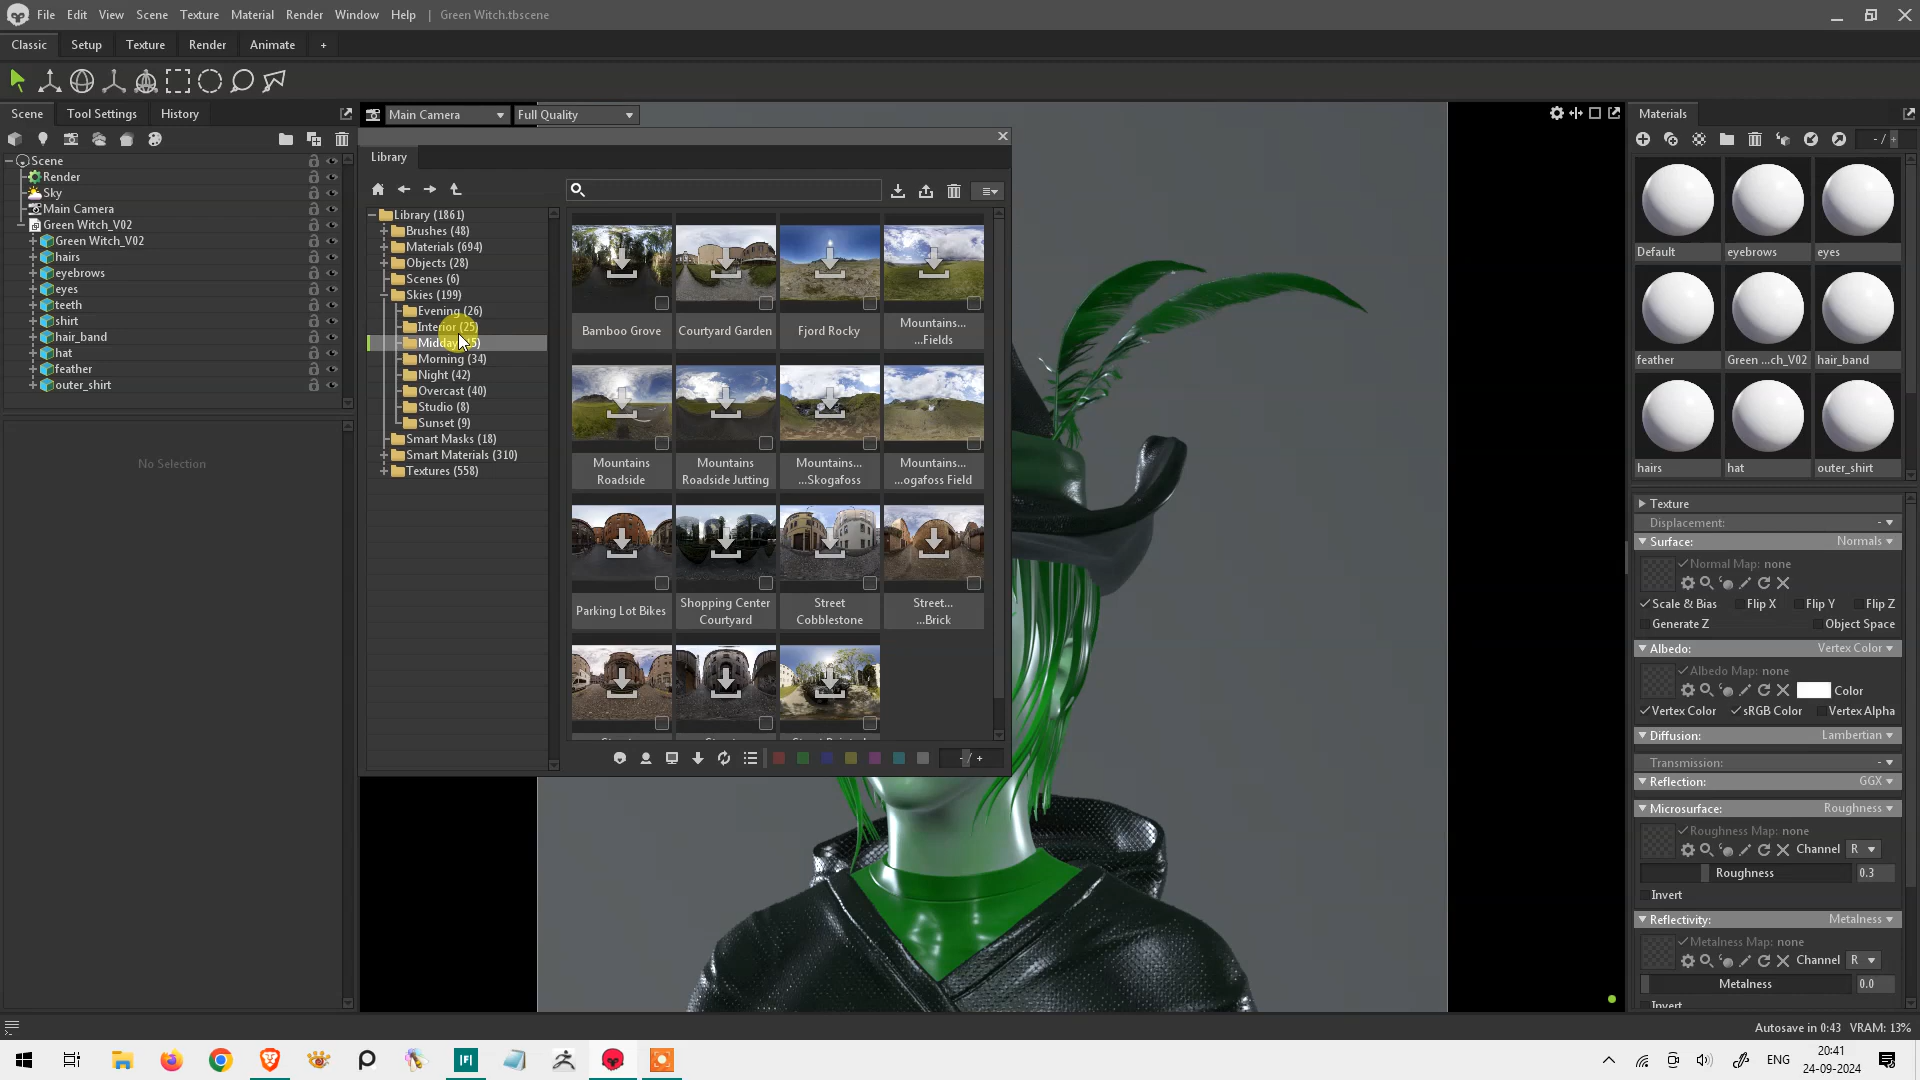 File Edit View Scene Texture Material Render Window Help | Green Witch.tbscene
Classic Setup Texture Render Animate +
Scene Tool Settings History
Main Camera Full Quality
Materials
- / +
Scene
Render
Sky
Main Camera
Green Witch_V02
Green Witch_V02
hairs
eyebrows
eyes
teeth
shirt
hair_band
hat
feather
outer_shirt
No Selection
Library
Library (1861)
Brushes (48)
Materials (694)
Objects (28)
Scenes (6)
Skies (199)
Evening (26)
Interior (25)
Midday
Morning (34)
Night (42)
Overcast (40)
Studio (8)
Sunset (9)
Smart Masks (18)
Smart Materials (310)
Textures (558)
Bamboo Grove
Courtyard Garden
Fjord Rocky
Mountains...
...Fields
Mountains
Roadside
Mountains
Roadside Jutting
Mountains...
...Skogafoss
Mountains...
...ogafoss Field
Parking Lot Bikes
Shopping Center
Courtyard
Street
Cobblestone
Street...
...Brick
- / +
Default eyebrows eyes
feather Green ...ch_V02 hair_band
hairs hat outer_shirt
Texture
Displacement: -
Surface: Normals
Normal Map: none
Scale & Bias Flip X Flip Y Flip Z
Generate Z Object Space
Albedo: Vertex Color
Albedo Map: none
Color
Vertex Color sRGB Color Vertex Alpha
Diffusion: Lambertian
Transmission: -
Reflection: GGX
Microsurface: Roughness
Roughness Map: none
Channel R
Roughness 0.3
Invert
Reflectivity: Metalness
Metalness Map: none
Channel R
Metalness 0.0
Invert
Autosave in 0:43 VRAM: 13%
|F|
ENG
20:41
24-09-2024